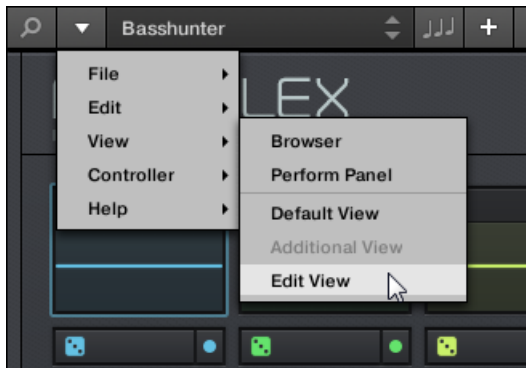 Basshunter
File
Edit
View
Controller
Help
LEX
Browser
Perform Panel
Default View
Additional View
Edit View